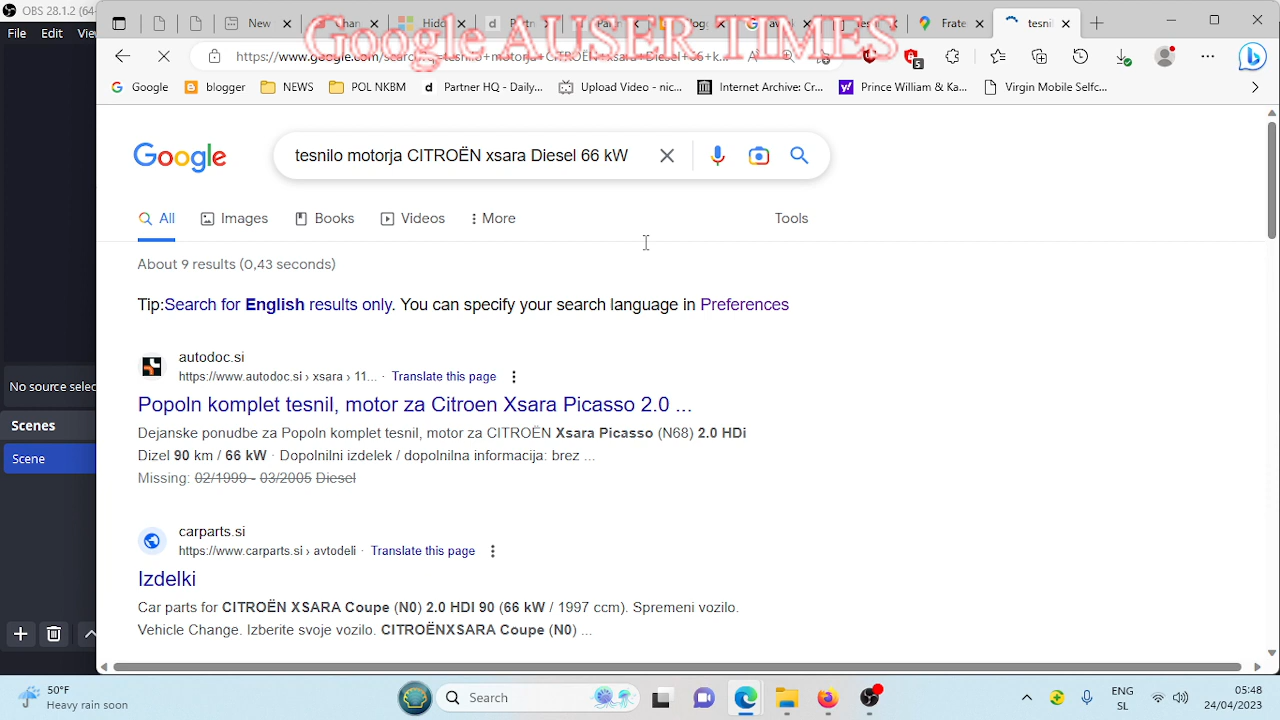 OBS 28.1.2 (64-
File Edit
New
Frate
tesnil
Google AUSER TIMES
Google blogger NEWS POL NKBM Partner HQ - Daily... Upload Video - nic... Internet Archive: Cr... Prince William & Ka... Virgin Mobile Selfc...
Google
tesnilo motorja CITROËN xsara Diesel 66 kW
All Images Books Videos More Tools
About 9 results (0,43 seconds)
Tip:Search for English results only. You can specify your search language in Preferences
autodoc.si
https://www.autodoc.si › xsara › 11... · Translate this page
Popoln komplet tesnil, motor za Citroen Xsara Picasso 2.0 ...
Dejanske ponudbe za Popoln komplet tesnil, motor za CITROËN Xsara Picasso (N68) 2.0 HDi
Dizel 90 km / 66 kW · Dopolnilni izdelek / dopolnilna informacija: brez ...
Missing: 02/1999 - 03/2005 Diesel
carparts.si
https://www.carparts.si › avtodeli · Translate this page
Izdelki
Car parts for CITROËN XSARA Coupe (N0) 2.0 HDI 90 (66 kW / 1997 ccm). Spremeni vozilo.
Vehicle Change. Izberite svoje vozilo. CITROËNXSARA Coupe (N0) ...
No source selec
Scenes
Scene
50°F
Heavy rain soon
Search
ENG
SL
05:48
24/04/2023